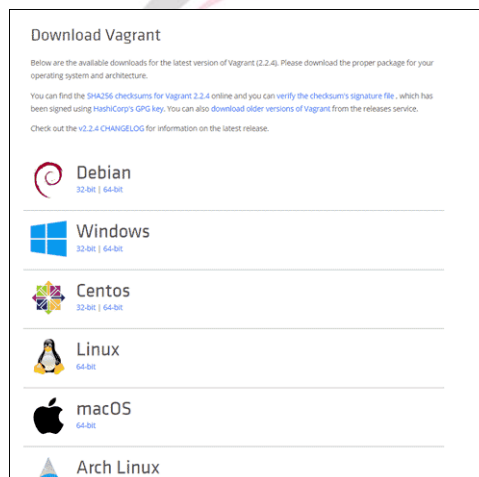 Download Vagrant
Below are the available downloads for the latest version of Vagrant (2.2.4). Please download the proper package for your
operating system and architecture.
You can find the SHA256 checksums for Vagrant 2.2.4 online and you can verify the checksum's signature file , which has
been signed using HashiCorp's GPG key. You can also download older versions of Vagrant from the releases service.
Check out the v2.2.4 CHANGELOG for information on the latest release.
Debian
32-bit | 64-bit
Windows
32-bit | 64-bit
Centos
32-bit | 64-bit
Linux
64-bit
macOS
64-bit
Arch Linux